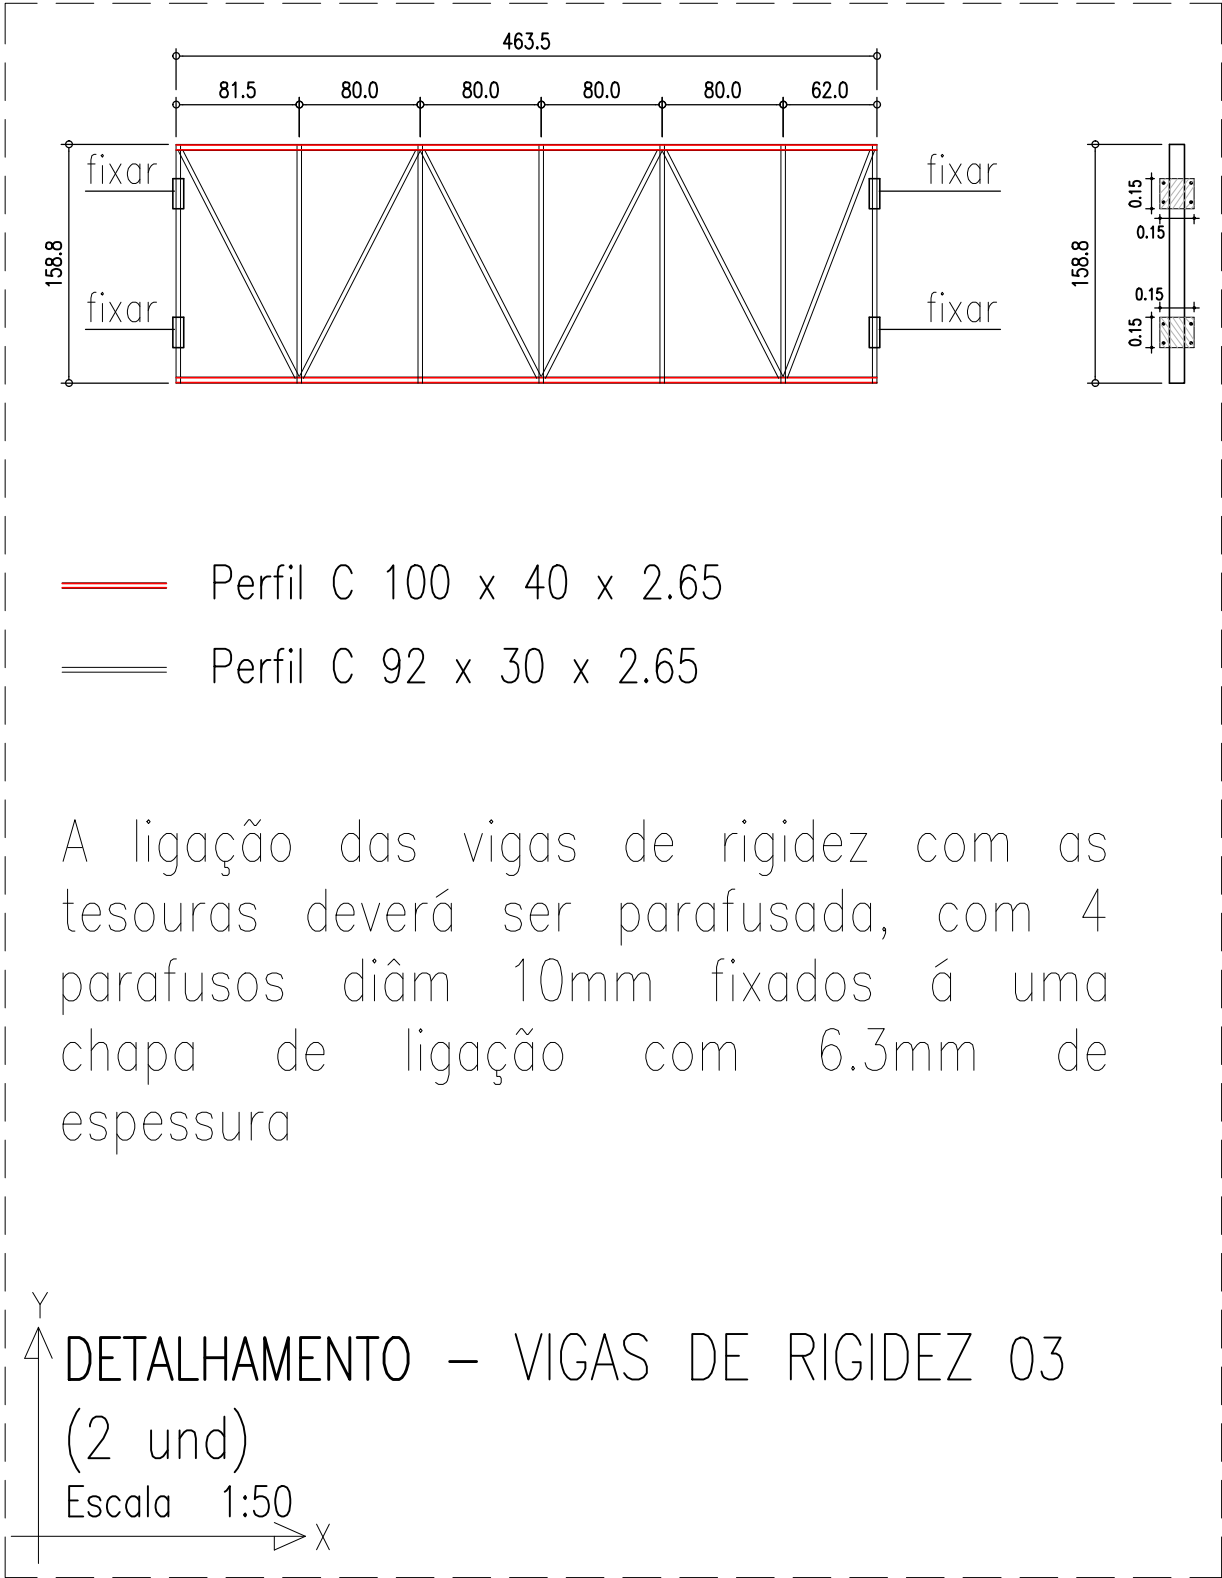 463.5
81.5 80.0 80.0 80.0 80.0 62.0
fixar fixar
0.15
0.15
158.8 158.8
0.15
fixar fixar
0.15
Perfil C 100 x 40 x 2.65
Perfil C 92 x 30 x 2.65
A ligação das vigas de rigidez com as
tesouras deverá ser parafusada, com 4
parafusos diâm 10mm fixados á uma
chapa de ligação com 6.3mm de
espessura
Y
DETALHAMENTO – VIGAS DE RIGIDEZ 03
(2 und)
Escala 1:50
X